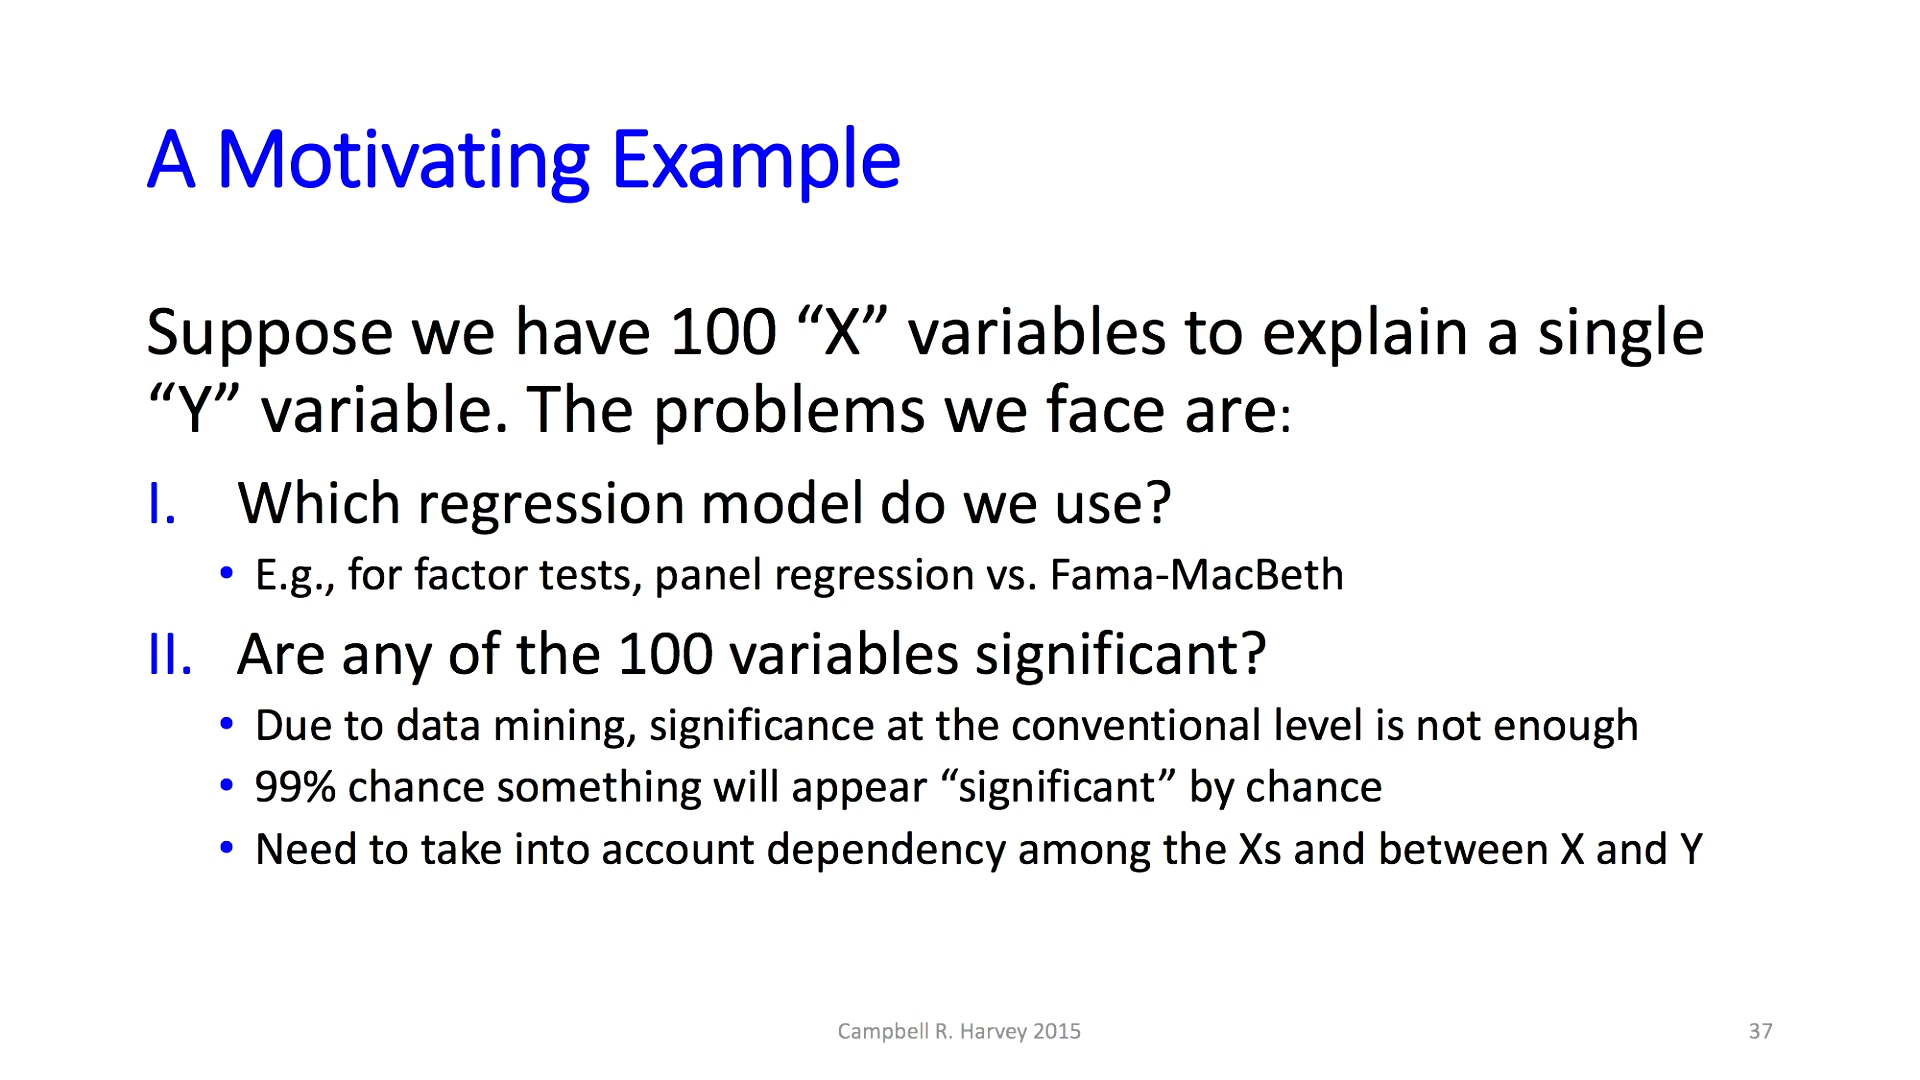 A Motivating Example
Suppose we have 100 “X” variables to explain a single
“Y” variable. The problems we face are:
I. Which regression model do we use?
• E.g., for factor tests, panel regression vs. Fama-MacBeth
II. Are any of the 100 variables significant?
• Due to data mining, significance at the conventional level is not enough
• 99% chance something will appear “significant” by chance
• Need to take into account dependency among the Xs and between X and Y
Campbell R. Harvey 2015
37